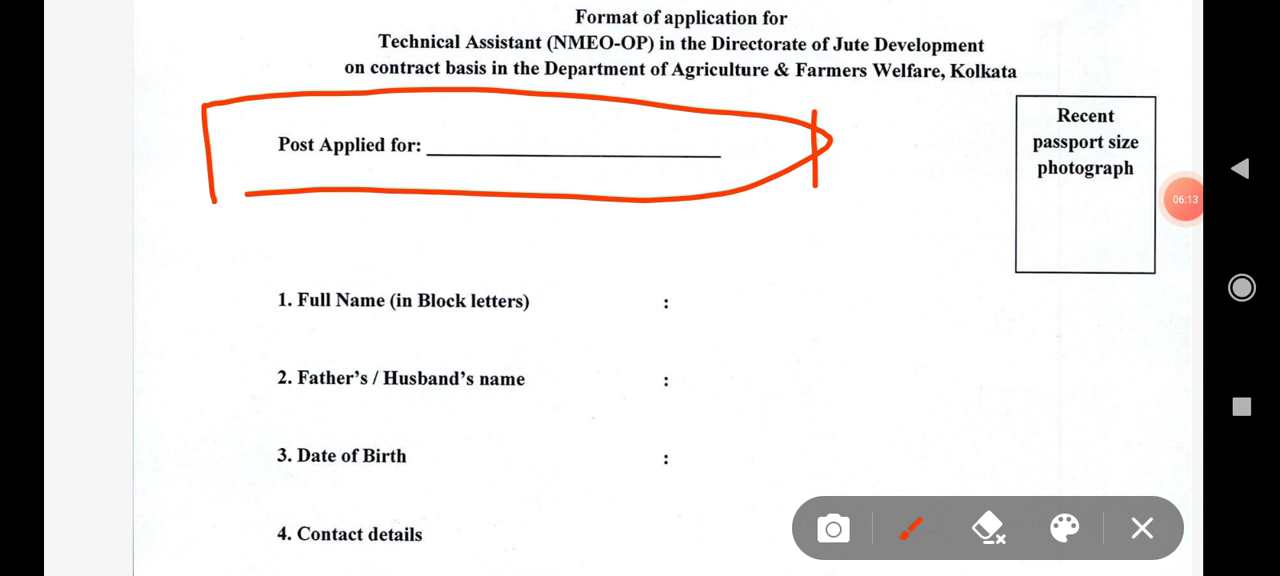 Format of application for
Technical Assistant (NMEO-OP) in the Directorate of Jute Development
on contract basis in the Department of Agriculture & Farmers Welfare, Kolkata
Post Applied for: ____________________
Recent
passport size
photograph
06:13
1. Full Name (in Block letters) :
2. Father's / Husband's name :
3. Date of Birth :
4. Contact details